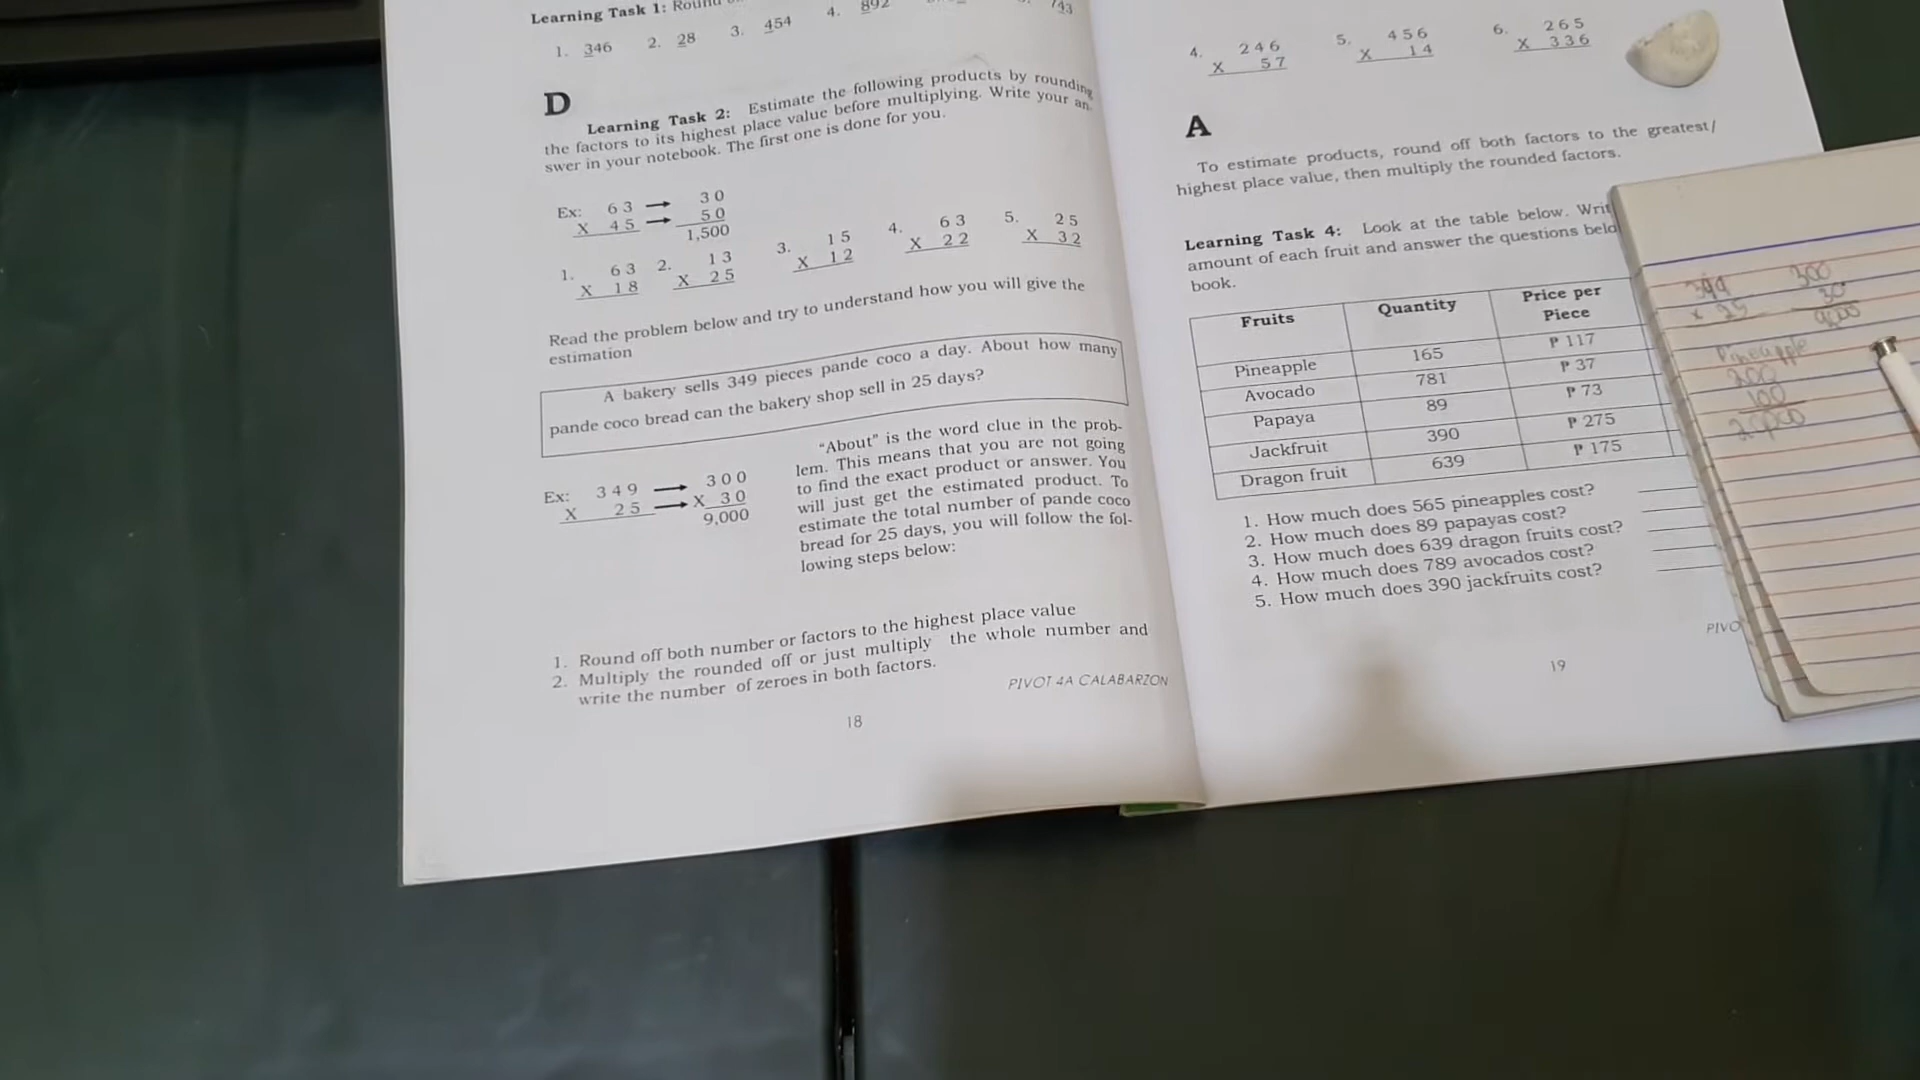 Learning Task 1: Round
1. 346 2. 28 3. 454 4. 892 743
D
Learning Task 2: Estimate the following products by rounding
the factors to its highest place value before multiplying. Write your an-
swer in your notebook. The first one is done for you.
Ex: 63 → 30
X 45 → 50
1,500
1. 63 2. 13 3. 15 4. 63 5. 25
X 18 X 25 X 12 X 22 X 32
Read the problem below and try to understand how you will give the
estimation
A bakery sells 349 pieces pande coco a day. About how many
pande coco bread can the bakery shop sell in 25 days?
Ex: 349 → 300
X 25 → X 30
9,000
"About" is the word clue in the prob-
lem. This means that you are not going
to find the exact product or answer. You
will just get the estimated product. To
estimate the total number of pande coco
bread for 25 days, you will follow the fol-
lowing steps below:
1. Round off both number or factors to the highest place value
2. Multiply the rounded off or just multiply the whole number and
write the number of zeroes in both factors.
PIVOT 4A CALABARZON
18
4. 246 5. 456 6. 265
X 57 X 14 X 336
A
To estimate products, round off both factors to the greatest/
highest place value, then multiply the rounded factors.
Learning Task 4: Look at the table below. Writ
amount of each fruit and answer the questions belo
book.
Fruits Quantity Price per Piece
Pineapple 165 ₱ 117
Avocado 781 ₱ 37
Papaya 89 ₱ 73
Jackfruit 390 ₱ 275
Dragon fruit 639 ₱ 175
1. How much does 565 pineapples cost?
2. How much does 89 papayas cost?
3. How much does 639 dragon fruits cost?
4. How much does 789 avocados cost?
5. How much does 390 jackfruits cost?
PIVO
19
300
x 25 30
9000
Pineapple
200
100
20,000